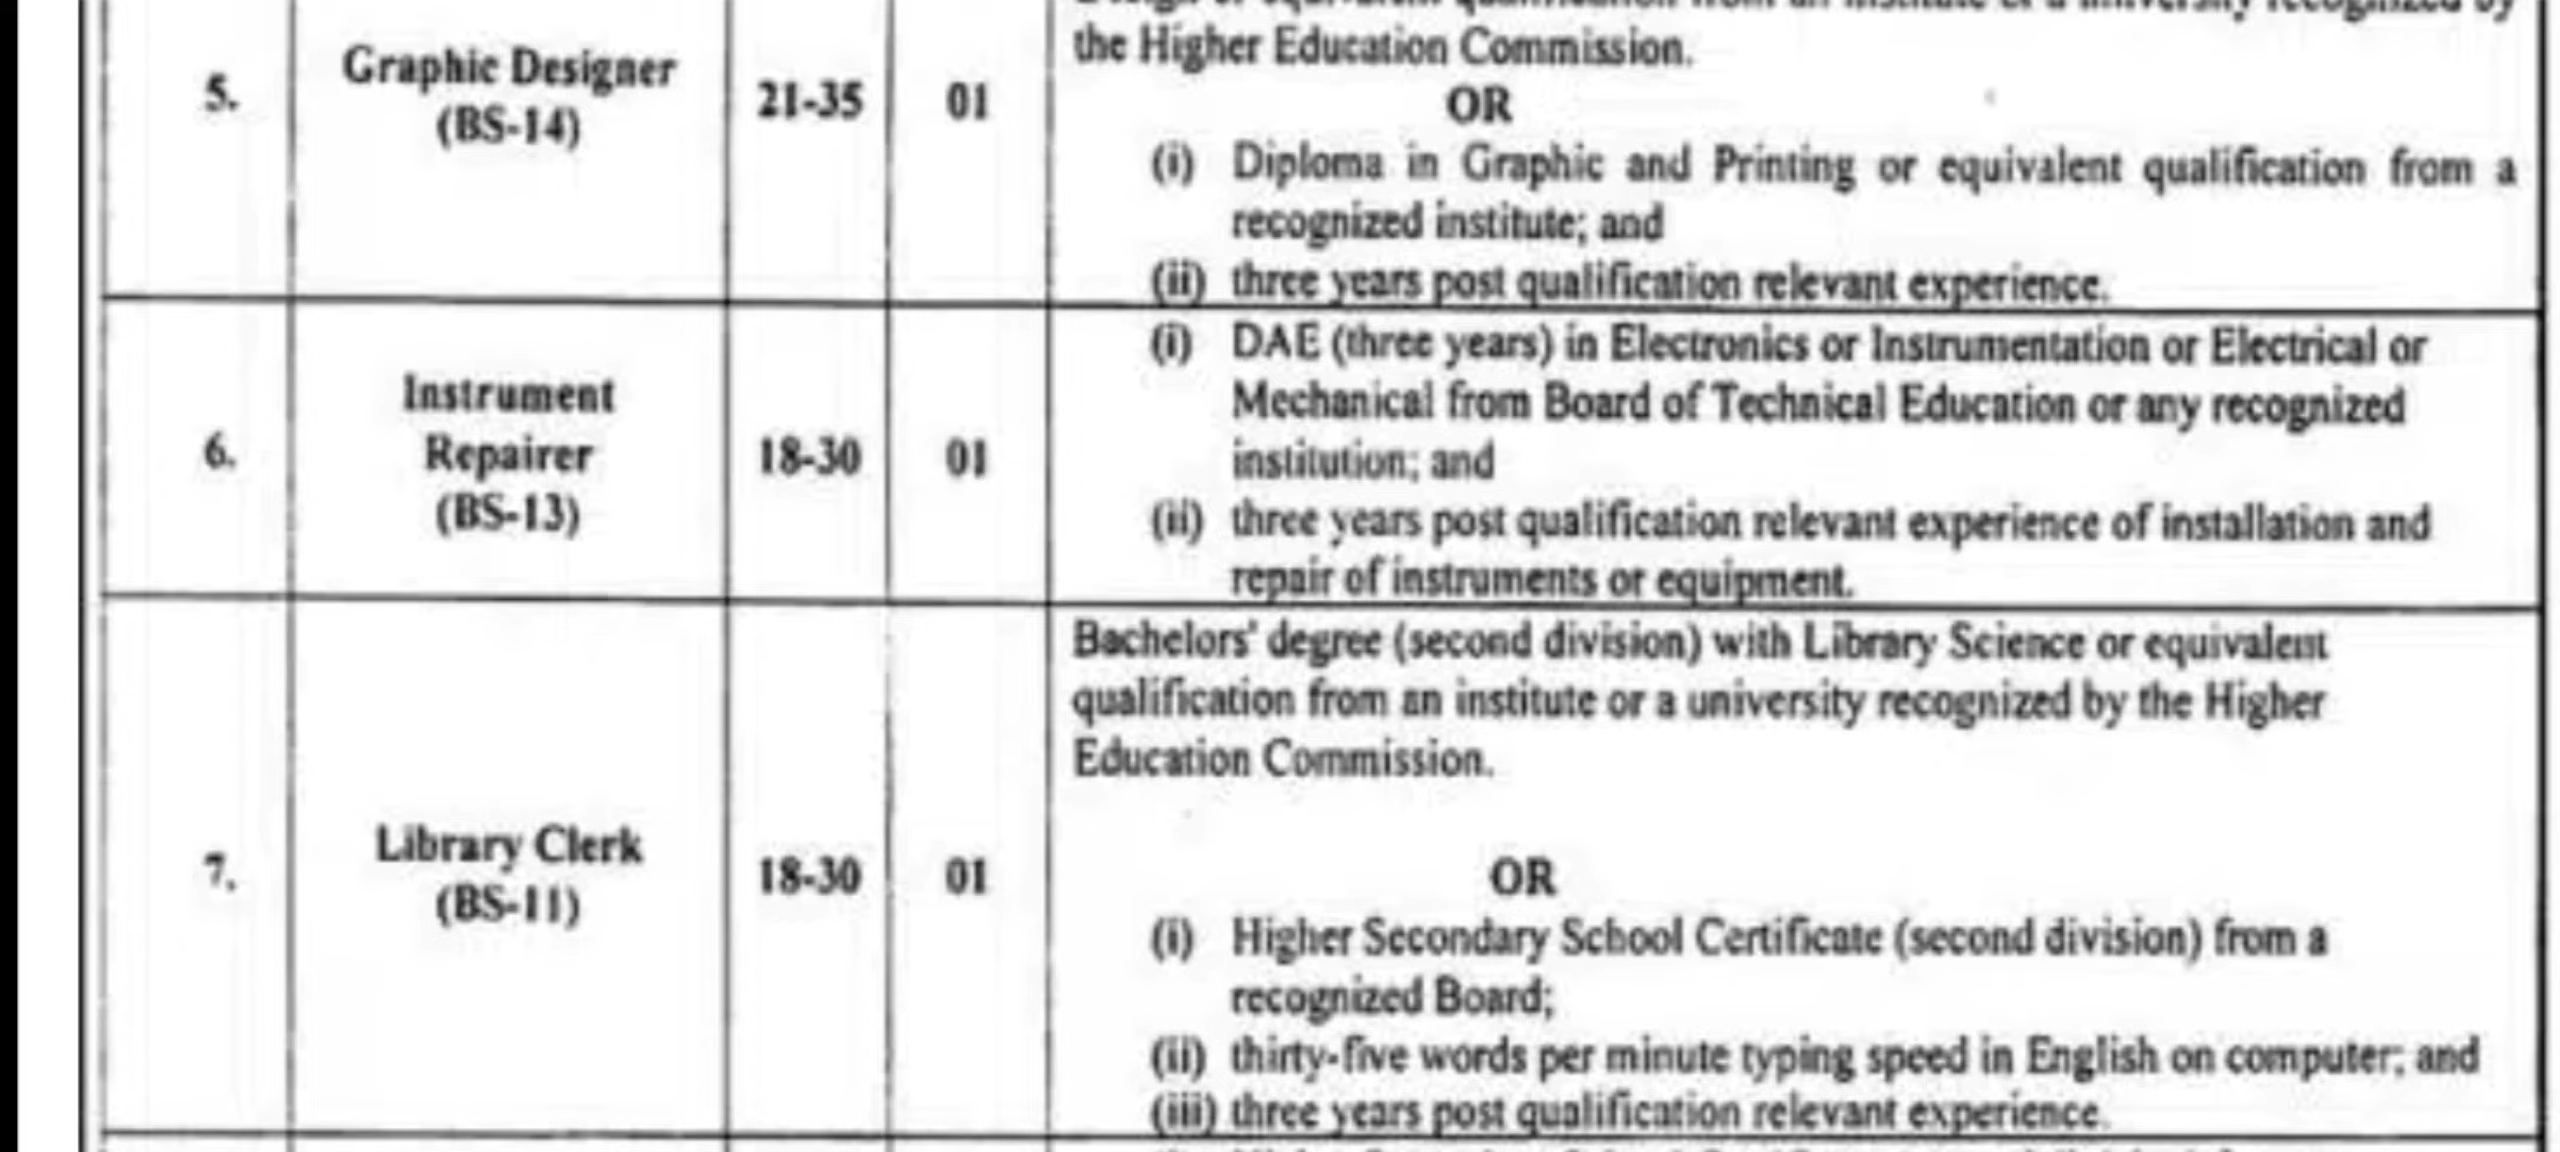 the Higher Education Commission.
5.
Graphic Designer
(BS-14)
21-35
01
OR
(i) Diploma in Graphic and Printing or equivalent qualification from a
recognized institute; and
(ii) three years post qualification relevant experience.
6.
Instrument
Repairer
(BS-13)
18-30
01
(i) DAE (three years) in Electronics or Instrumentation or Electrical or
Mechanical from Board of Technical Education or any recognized
institution; and
(ii) three years post qualification relevant experience of installation and
repair of instruments or equipment.
7.
Library Clerk
(BS-11)
18-30
01
Bachelors' degree (second division) with Library Science or equivalent
qualification from an institute or a university recognized by the Higher
Education Commission.
OR
(i) Higher Secondary School Certificate (second division) from a
recognized Board;
(ii) thirty-five words per minute typing speed in English on computer; and
(iii) three years post qualification relevant experience.